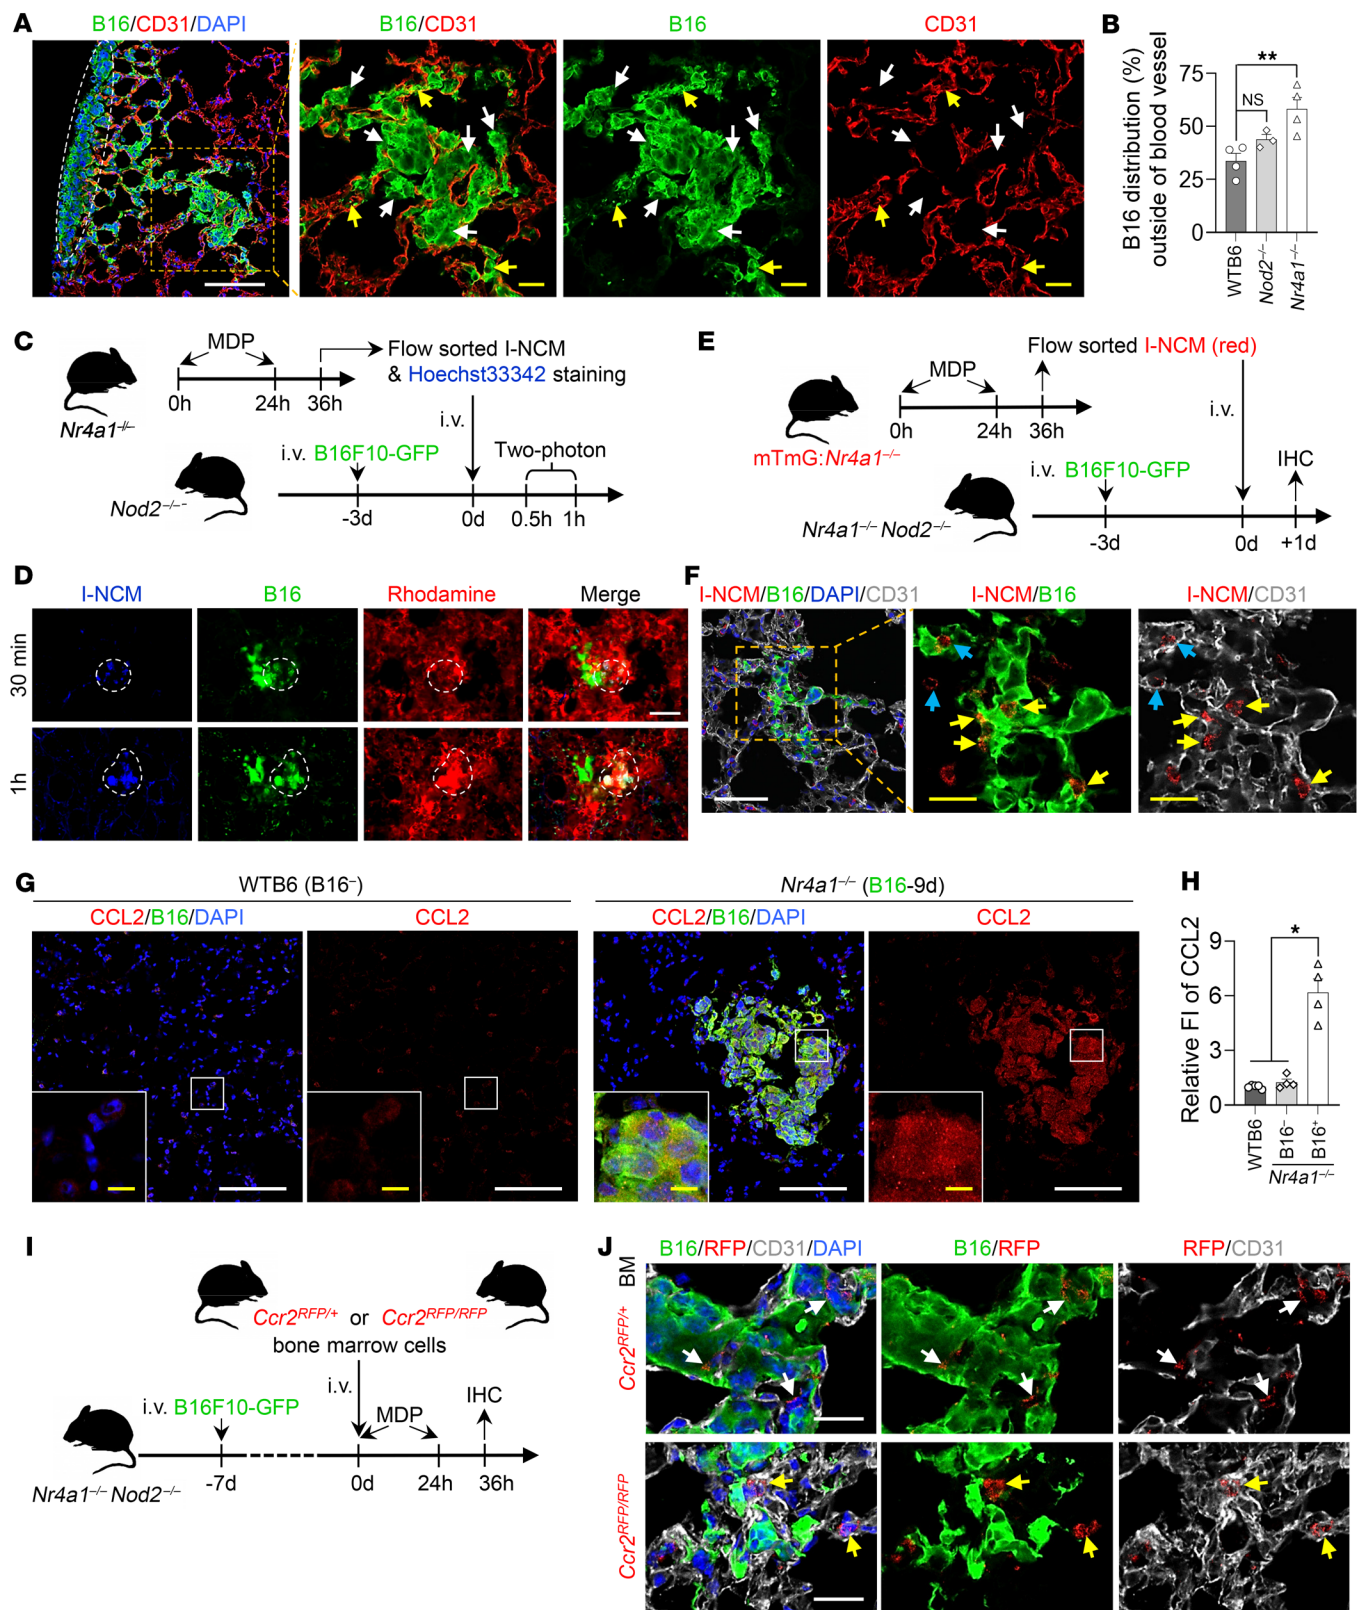 A
B16/CD31/DAPI
B16/CD31
B16
CD31
B
B16 distribution (%)
outside of blood vessel
75
50
25
0
**
NS
WTB6
Nod2–/–
Nr4a1–/–
C
MDP
0h
24h
36h
Flow sorted I-NCM
& Hoechst33342 staining
Nr4a1–/–
i.v.
i.v. B16F10-GFP
Two-photon
Nod2–/–-
-3d
0d
0.5h
1h
E
Flow sorted I-NCM (red)
MDP
0h
24h
36h
mTmG:Nr4a1–/–
i.v.
i.v. B16F10-GFP
IHC
Nr4a1–/– Nod2–/–
-3d
0d
+1d
D
I-NCM
B16
Rhodamine
Merge
30 min
1h
F
I-NCM/B16/DAPI/CD31
I-NCM/B16
I-NCM/CD31
G
WTB6 (B16–)
Nr4a1–/– (B16-9d)
CCL2/B16/DAPI
CCL2
CCL2/B16/DAPI
CCL2
H
Relative FI of CCL2
9
6
3
0
*
WTB6
B16–
B16+
Nr4a1–/–
I
Ccr2RFP/+ or Ccr2RFP/RFP
bone marrow cells
i.v.
i.v. B16F10-GFP
MDP
IHC
Nr4a1–/– Nod2–/–
-7d
0d
24h
36h
J
BM
B16/RFP/CD31/DAPI
B16/RFP
RFP/CD31
Ccr2RFP/+
Ccr2RFP/RFP